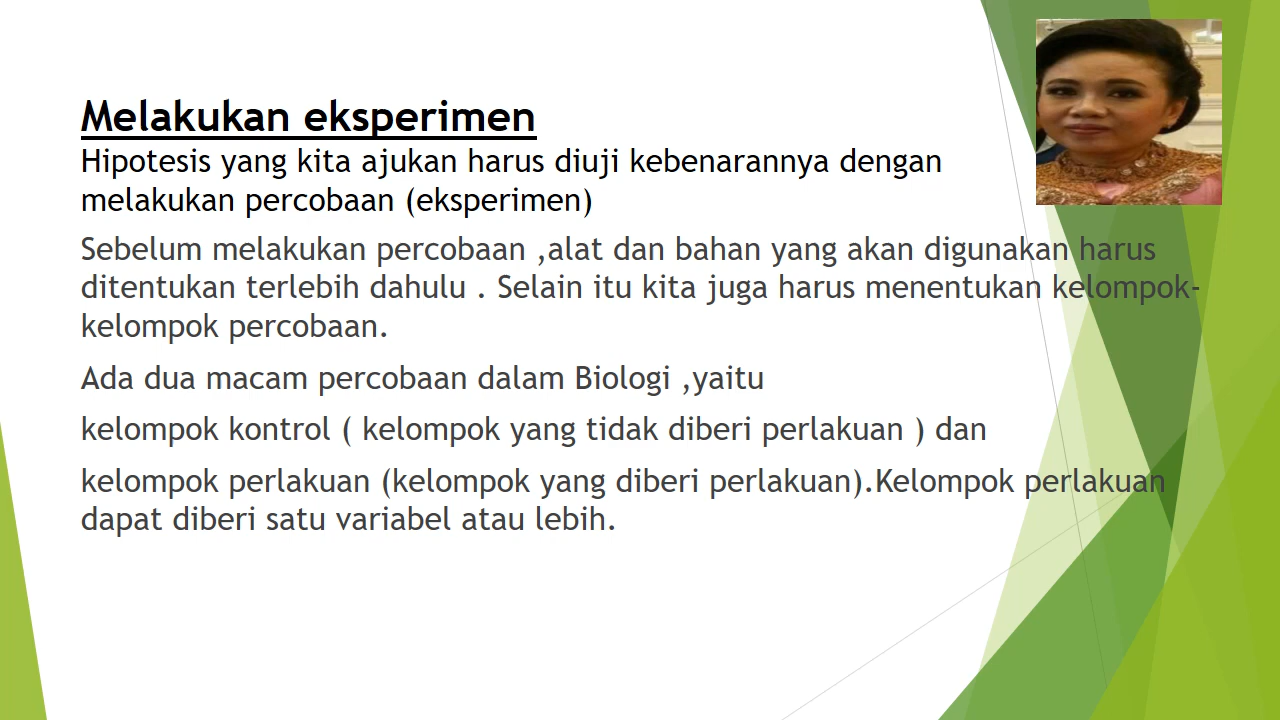 Melakukan eksperimen
Hipotesis yang kita ajukan harus diuji kebenarannya dengan
melakukan percobaan (eksperimen)
Sebelum melakukan percobaan ,alat dan bahan yang akan digunakan harus
ditentukan terlebih dahulu . Selain itu kita juga harus menentukan kelompok-
kelompok percobaan.
Ada dua macam percobaan dalam Biologi ,yaitu
kelompok kontrol ( kelompok yang tidak diberi perlakuan ) dan
kelompok perlakuan (kelompok yang diberi perlakuan).Kelompok perlakuan
dapat diberi satu variabel atau lebih.